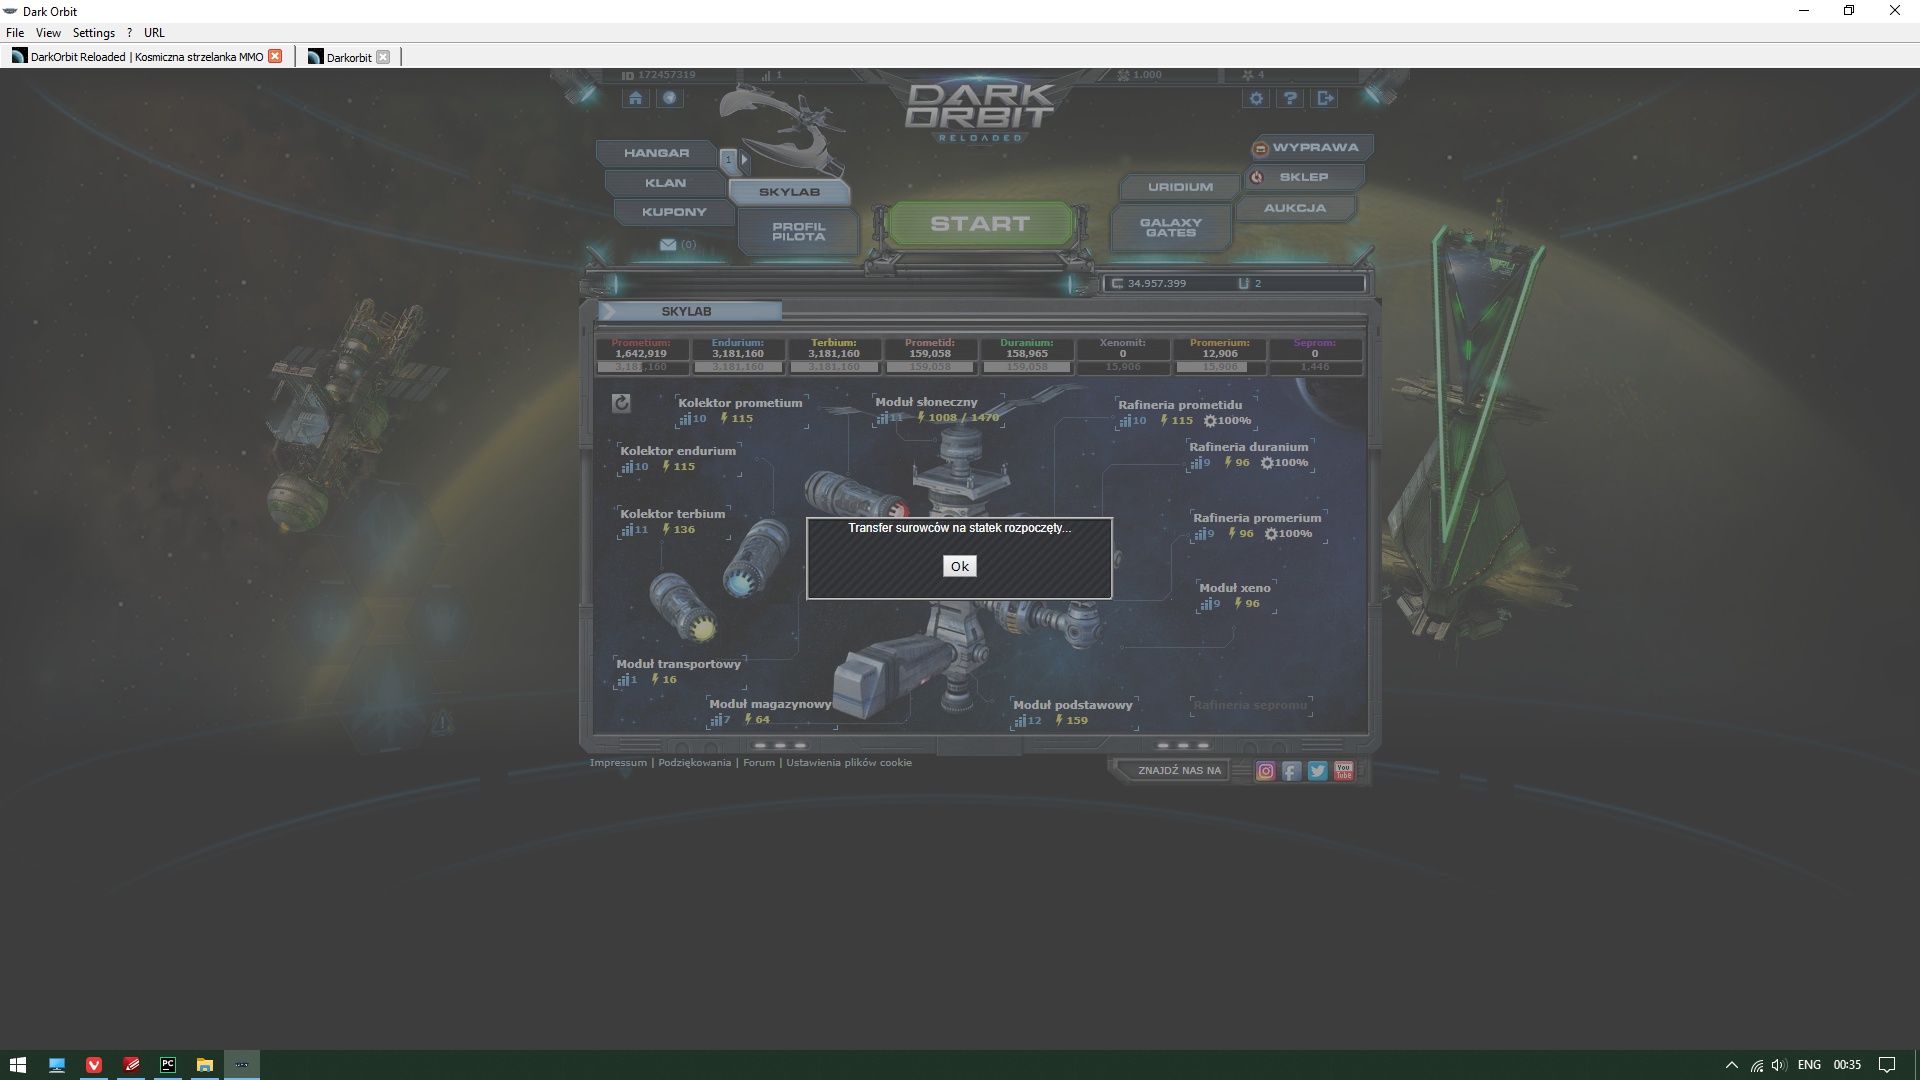 Dark Orbit
File View Settings ? URL
DarkOrbit Reloaded | Kosmiczna strzelanka MMO
Darkorbit
ID 172457319
1
1.000
4
DARK ORBIT
RELOADED
HANGAR
1
KLAN
SKYLAB
KUPONY
PROFIL PILOTA
(0)
START
WYPRAWA
URIDIUM
SKLEP
GALAXY GATES
AUKCJA
34.957.399
U 2
SKYLAB
Prometium: Endurium: Terbium: Prometid: Duranium: Xenomit: Promerium: Seprom:
1,642,919 3,181,160 3,181,160 159,058 158,965 0 12,906 0
3,181,160 3,181,160 3,181,160 159,058 159,058 15,906 15,906 1,446
Kolektor prometium
10 115
Moduł słoneczny
11 1008 / 1470
Rafineria prometidu
10 115 100%
Kolektor endurium
10 115
Rafineria duranium
9 96 100%
Kolektor terbium
11 136
Rafineria promerium
9 96 100%
Transfer surowców na statek rozpoczęty...
Ok
Moduł xeno
9 96
Moduł transportowy
1 16
Moduł magazynowy
7 64
Moduł podstawowy
12 159
Rafineria sepromu
Impressum | Podziękowania | Forum | Ustawienia plików cookie
ZNAJDŹ NAS NA
You Tube
PC
ENG 00:35